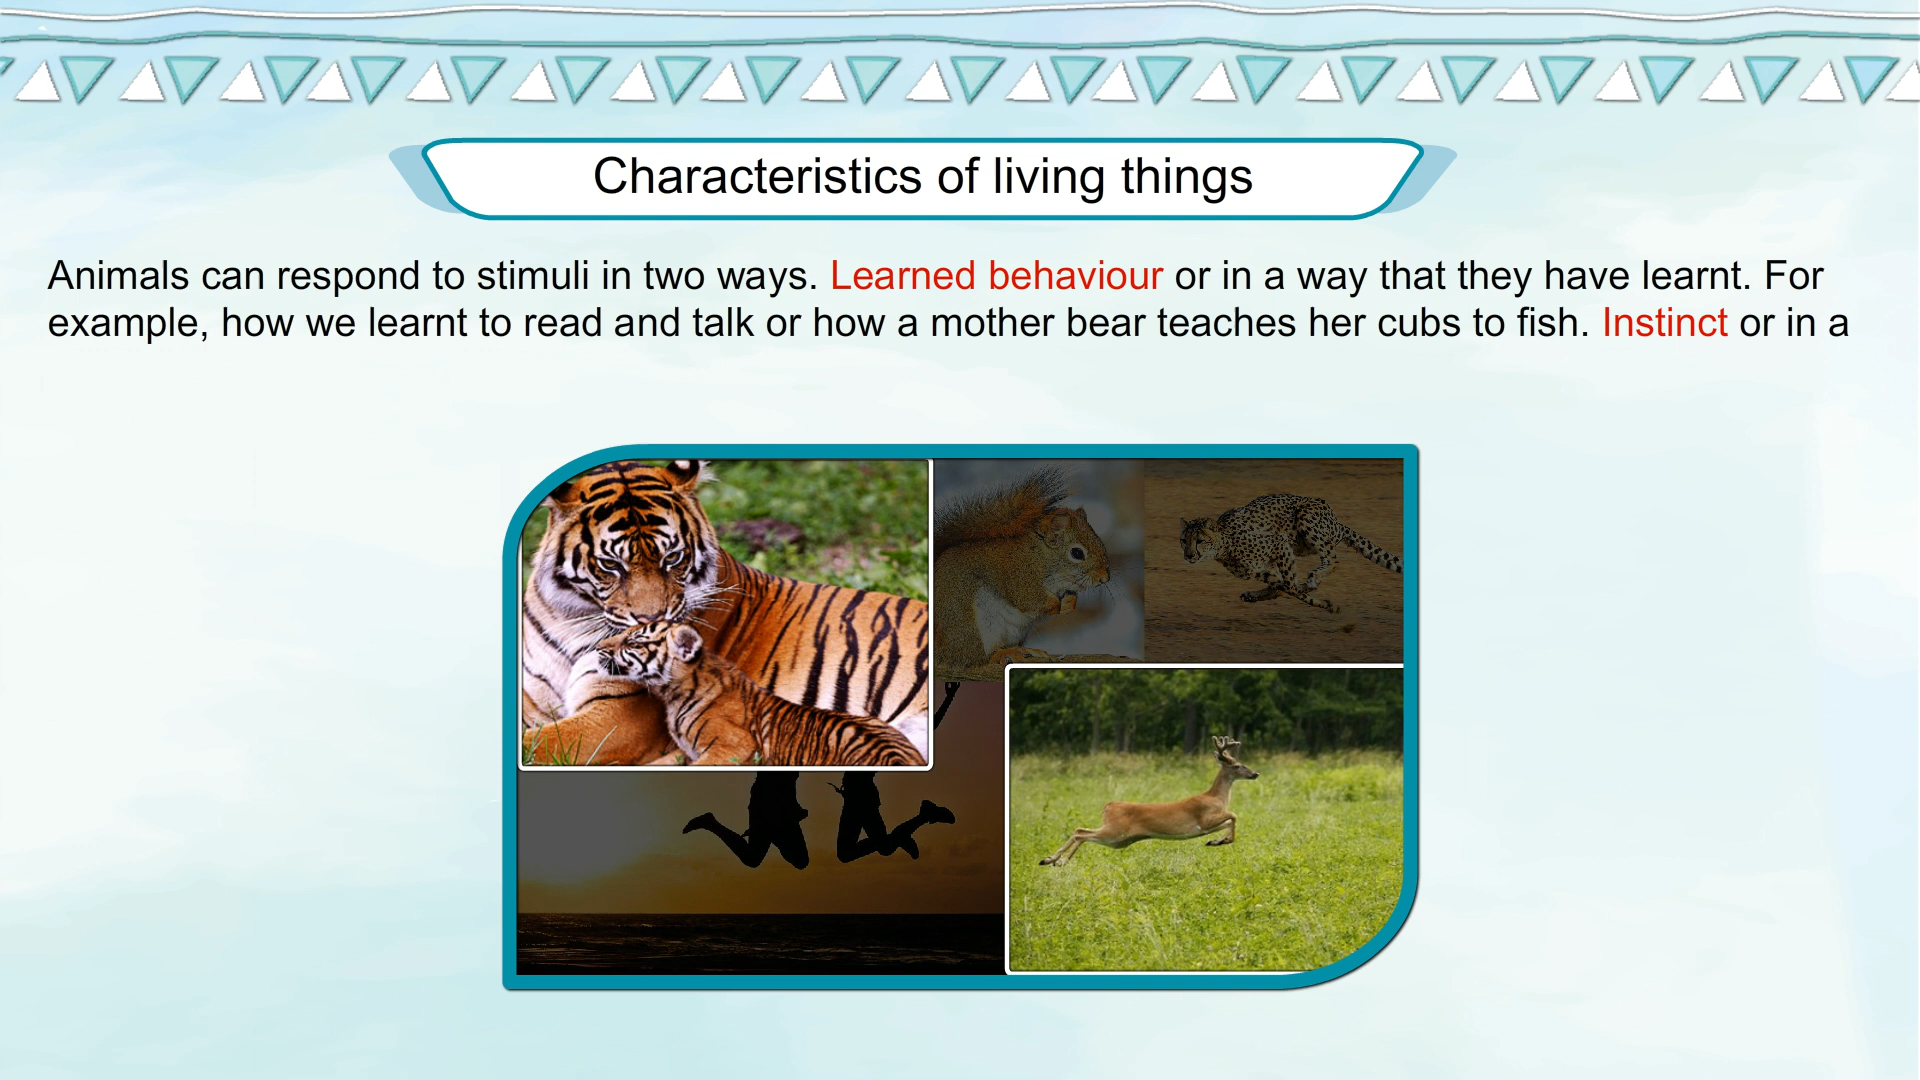 Characteristics of living things
Animals can respond to stimuli in two ways. Learned behaviour or in a way that they have learnt. For
example, how we learnt to read and talk or how a mother bear teaches her cubs to fish. Instinct or in a